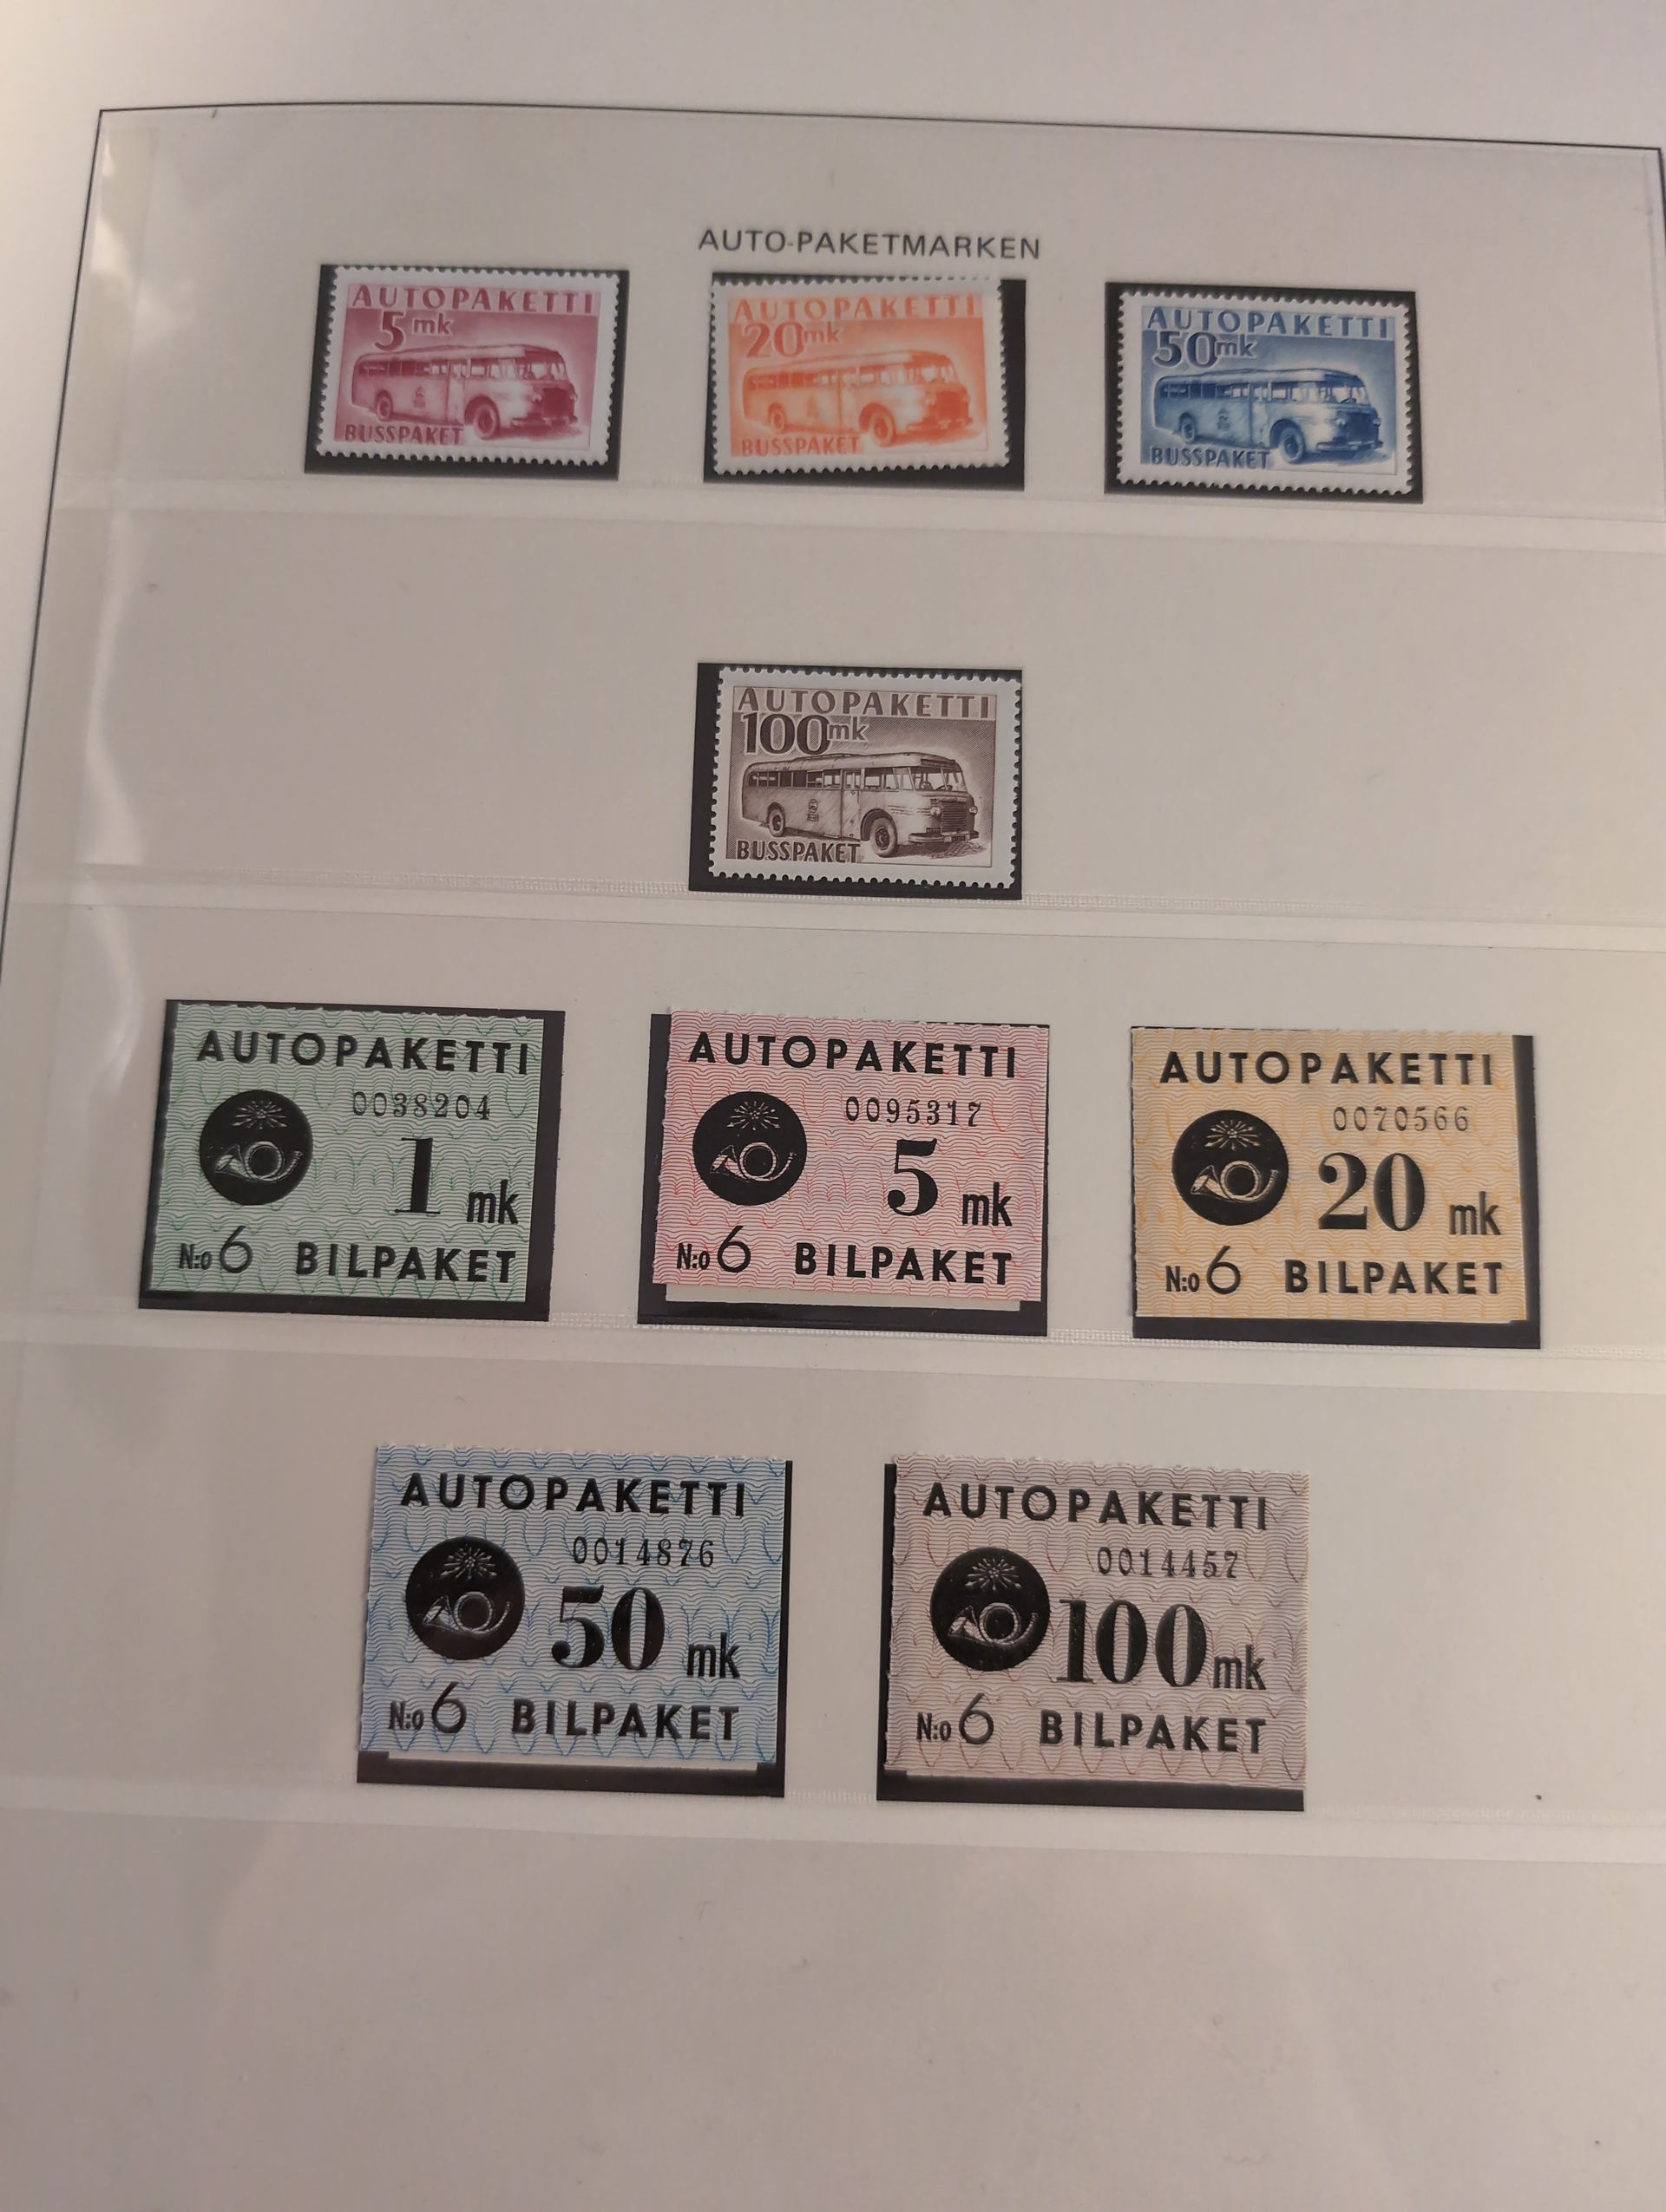 AUTO-PAKETMARKEN
AUTOPAKETTI
5 mk
BUSSPAKET
AUTOPAKETTI
20 mk
BUSSPAKET
AUTOPAKETTI
50 mk
BUSSPAKET
AUTOPAKETTI
100 mk
BUSSPAKET
AUTOPAKETTI
0038204
1 mk
N:o 6 BILPAKET
AUTOPAKETTI
0095317
5 mk
N:o 6 BILPAKET
AUTOPAKETTI
0070566
20 mk
N:o 6 BILPAKET
AUTOPAKETTI
0014876
50 mk
N:o 6 BILPAKET
AUTOPAKETTI
0014457
100 mk
N:o 6 BILPAKET